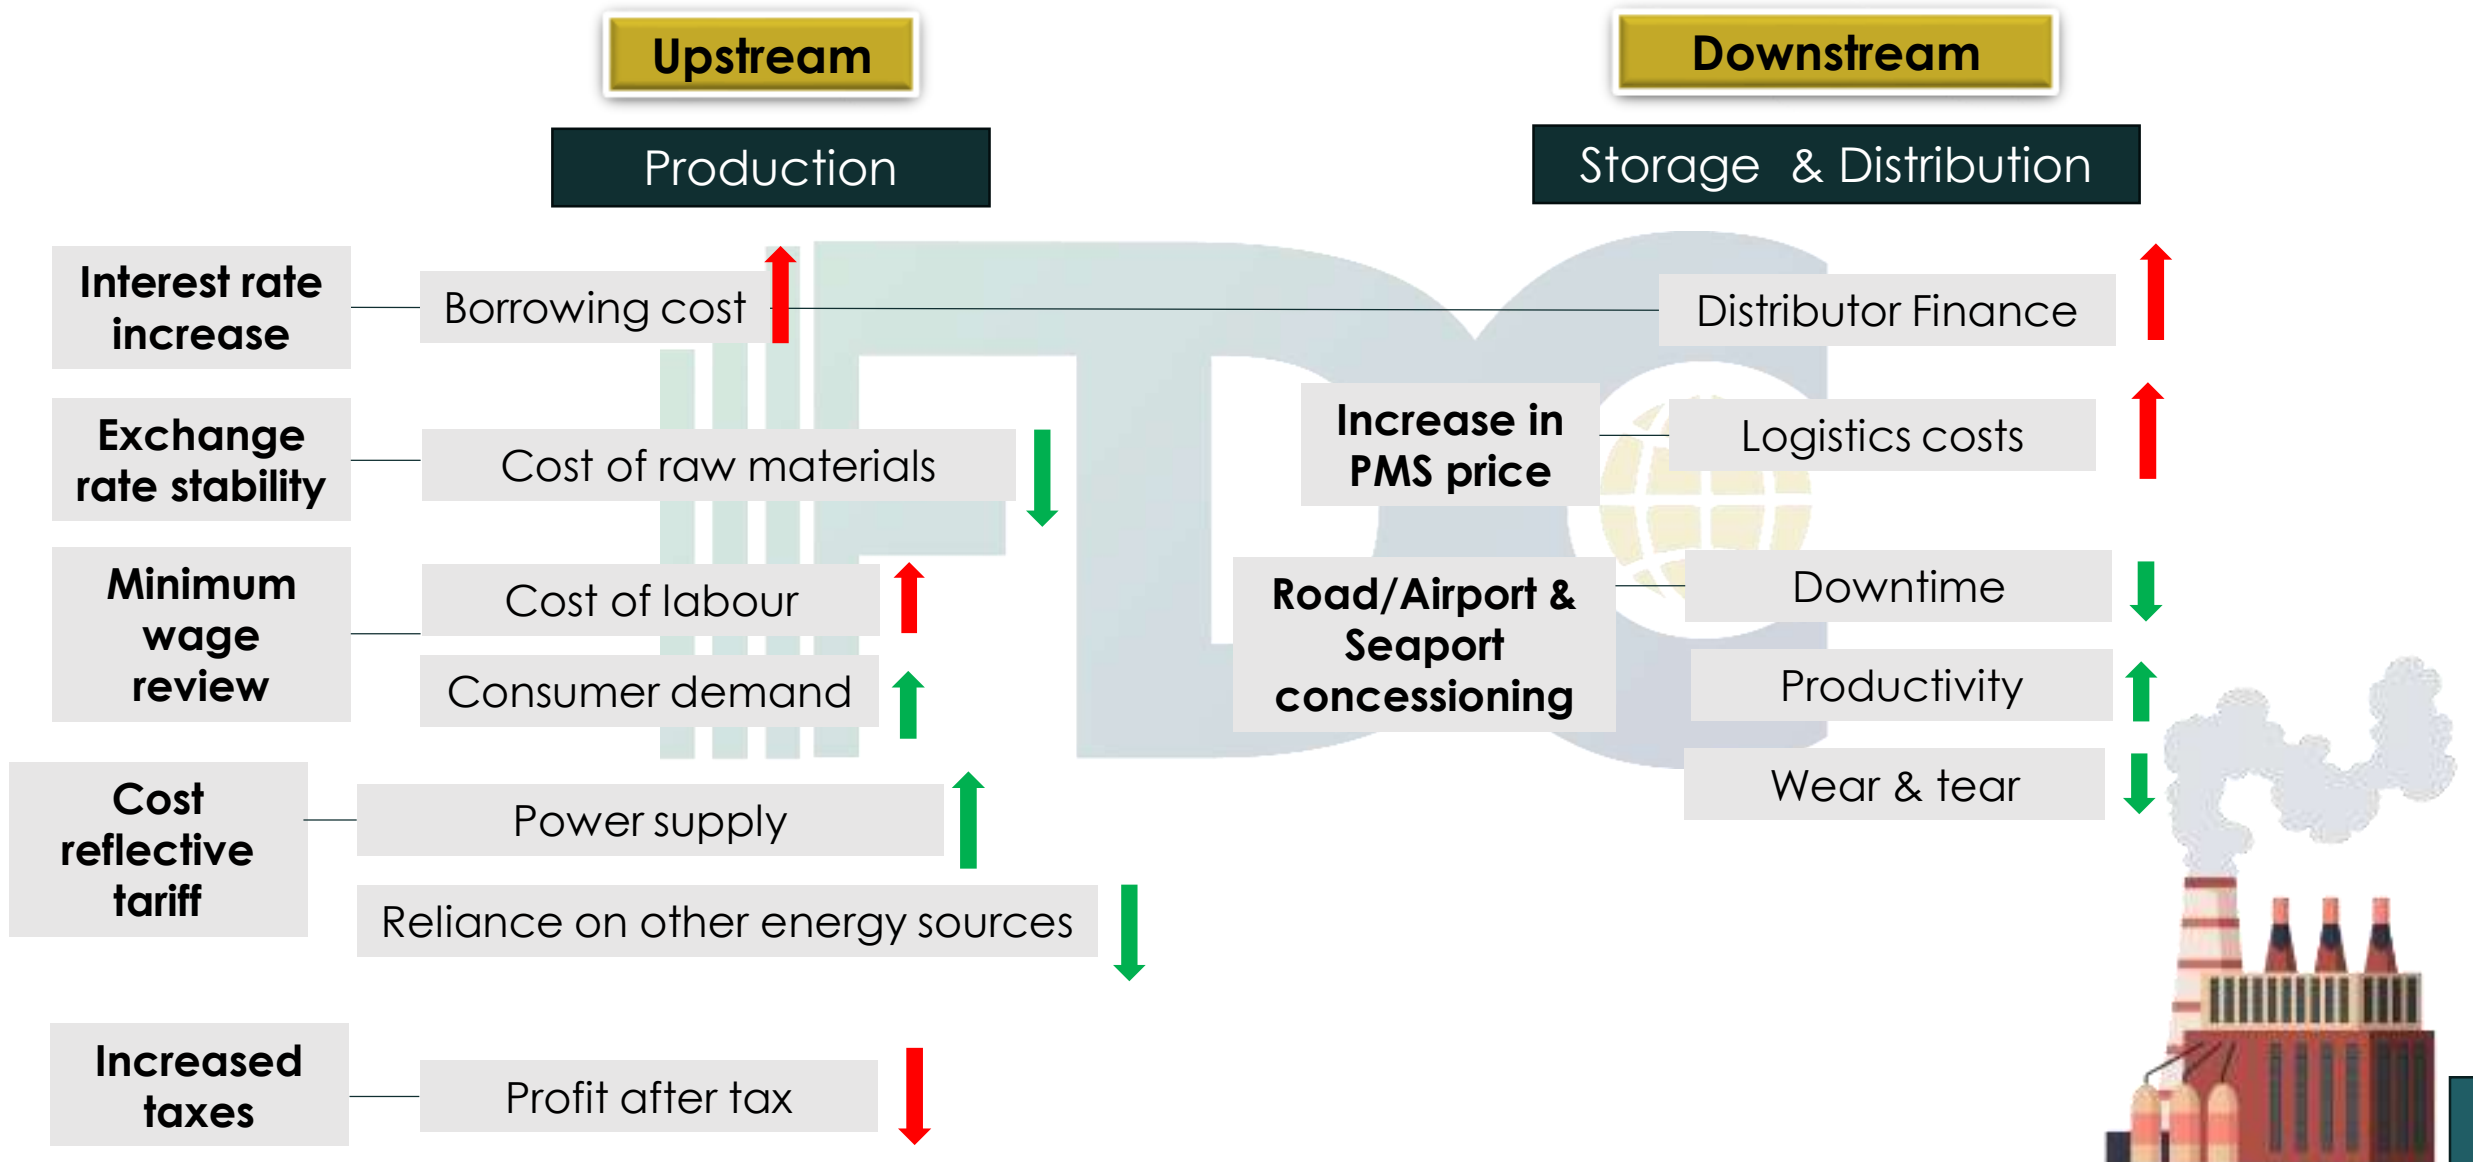 Upstream
Downstream
Production
Storage & Distribution
Interest rate
increase
Borrowing cost
Distributor Finance
Exchange
rate stability
Cost of raw materials
Increase in
PMS price
Logistics costs
Minimum
wage
review
Cost of labour
Consumer demand
Road/Airport &
Seaport
concessioning
Downtime
Productivity
Wear & tear
Cost
reflective
tariff
Power supply
Reliance on other energy sources
Increased
taxes
Profit after tax
FDC